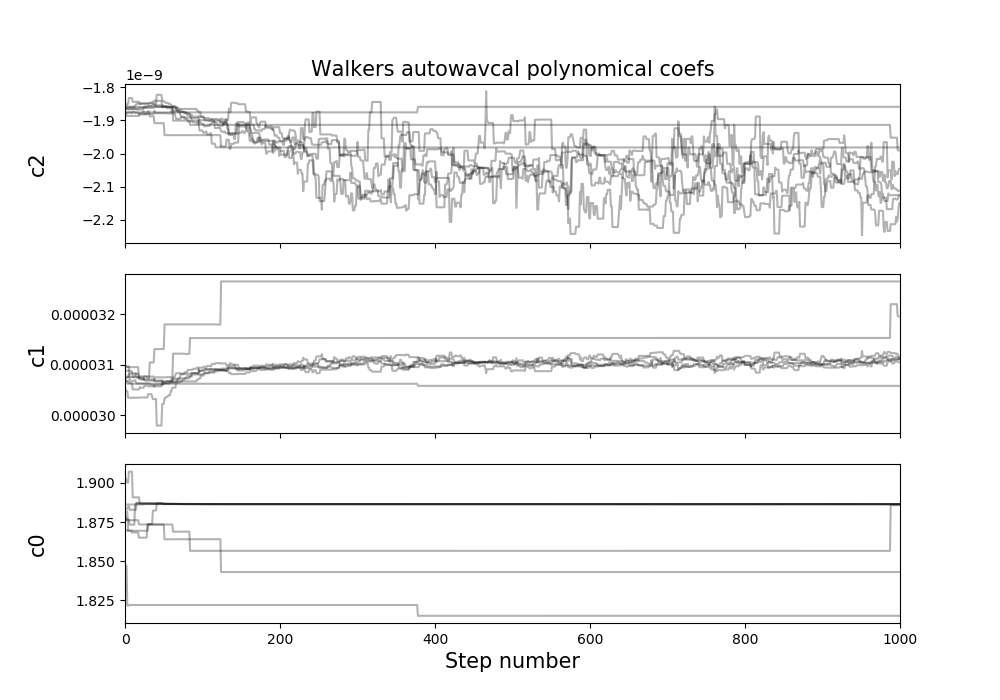 Walkers autowavcal polynomical coefs
1e−9
−1.8
−1.9
−2.0
−2.1
−2.2
c2
0.000032
0.000031
0.000030
c1
1.900
1.875
1.850
1.825
c0
0 200 400 600 800 1000
Step number